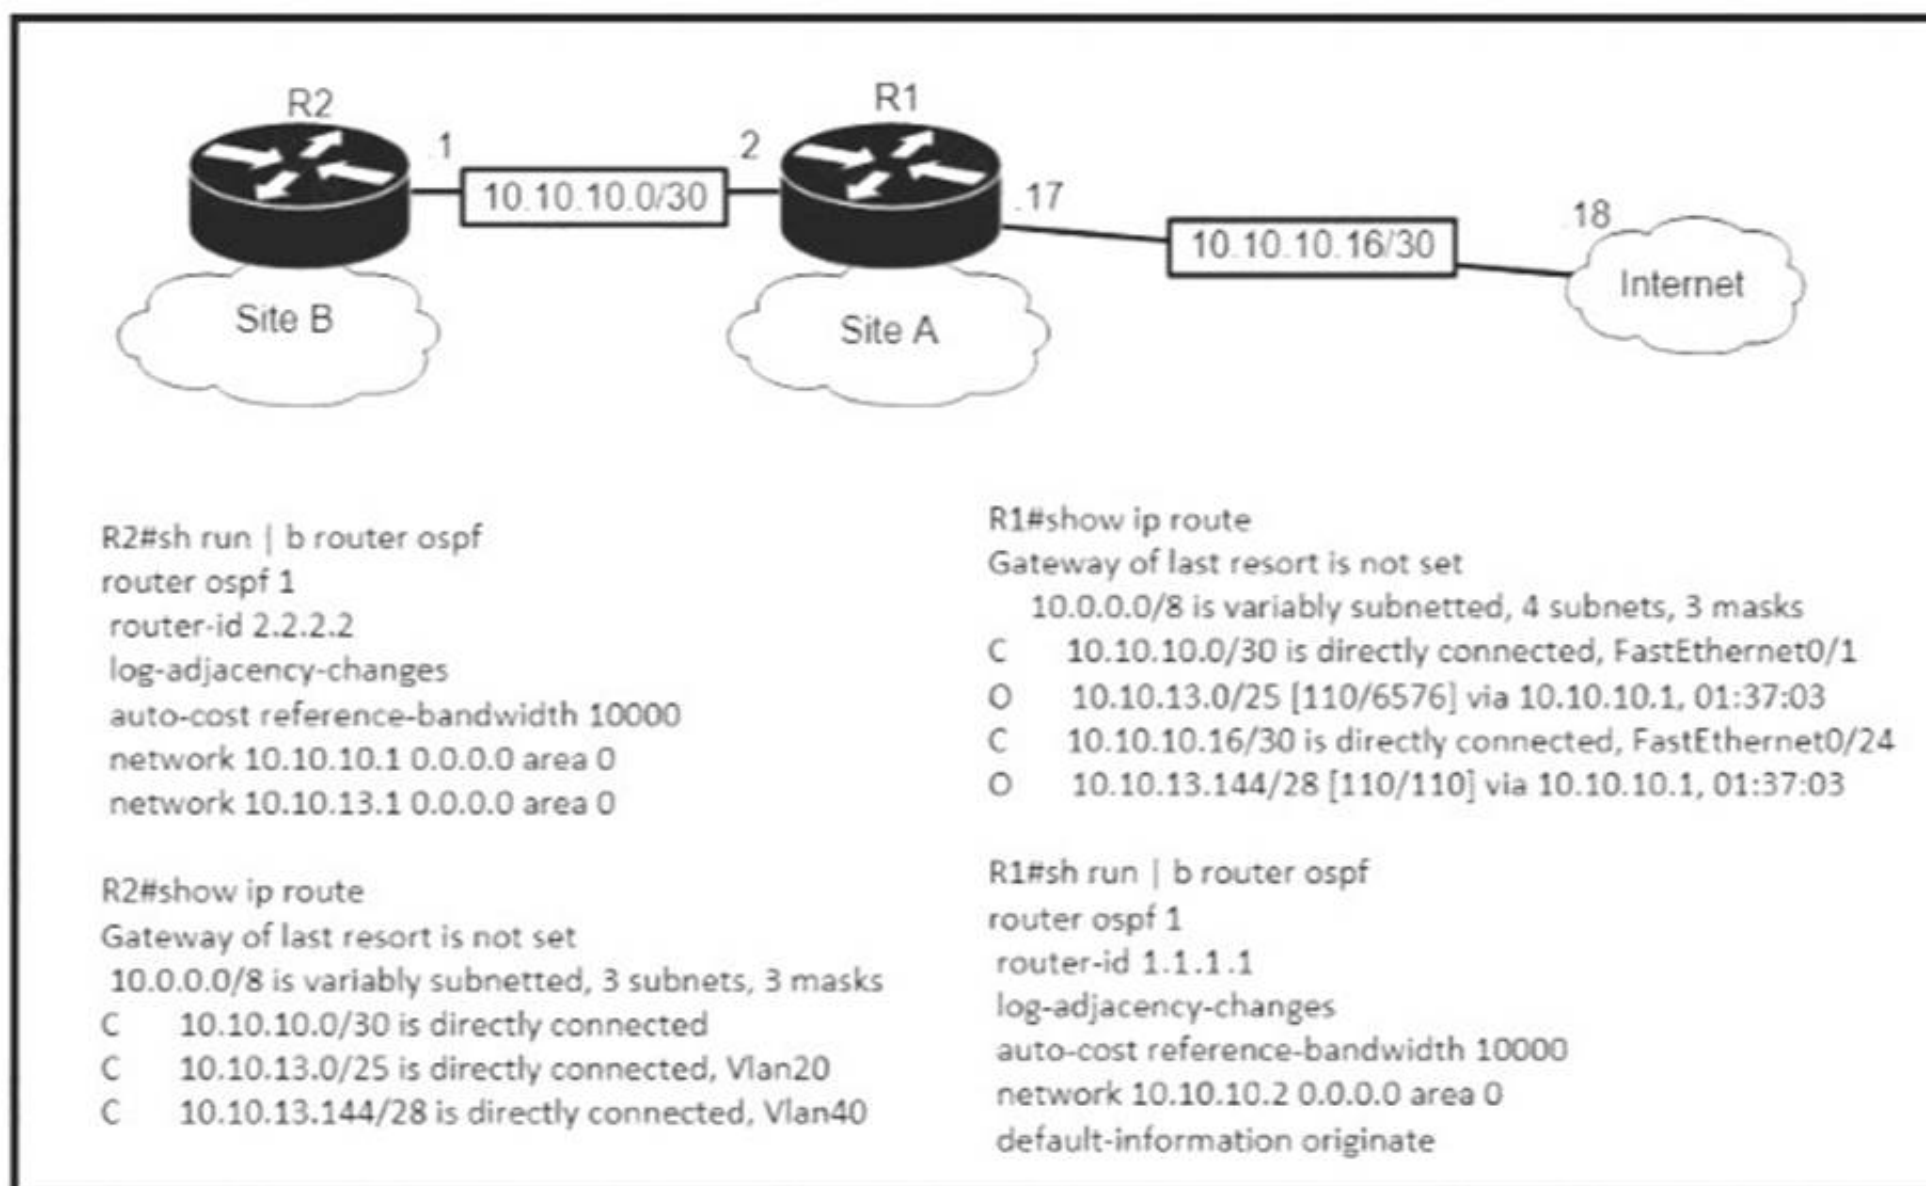 R2
R1
.1
10.10.10.0/30
2
.17
10.10.10.16/30
.18
Internet
Site B
Site A
R2#sh run | b router ospf
router ospf 1
router-id 2.2.2.2
log-adjacency-changes
auto-cost reference-bandwidth 10000
network 10.10.10.1 0.0.0.0 area 0
network 10.10.13.1 0.0.0.0 area 0
R2#show ip route
Gateway of last resort is not set
10.0.0.0/8 is variably subnetted, 3 subnets, 3 masks
C 10.10.10.0/30 is directly connected
C 10.10.13.0/25 is directly connected, Vlan20
C 10.10.13.144/28 is directly connected, Vlan40
R1#show ip route
Gateway of last resort is not set
10.0.0.0/8 is variably subnetted, 4 subnets, 3 masks
C 10.10.10.0/30 is directly connected, FastEthernet0/1
O 10.10.13.0/25 [110/6576] via 10.10.10.1, 01:37:03
C 10.10.10.16/30 is directly connected, FastEthernet0/24
O 10.10.13.144/28 [110/110] via 10.10.10.1, 01:37:03
R1#sh run | b router ospf
router ospf 1
router-id 1.1.1.1
log-adjacency-changes
auto-cost reference-bandwidth 10000
network 10.10.10.2 0.0.0.0 area 0
default-information originate